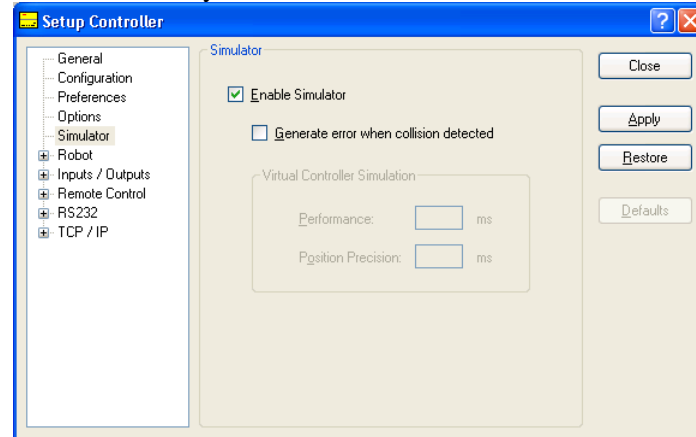 Setup Controller
General
Configuration
Preferences
Options
Simulator
Robot
Inputs / Outputs
Remote Control
RS232
TCP / IP
Simulator
Enable Simulator
Generate error when collision detected
Virtual Controller Simulation
Performance: ms
Position Precision: ms
Close
Apply
Restore
Defaults